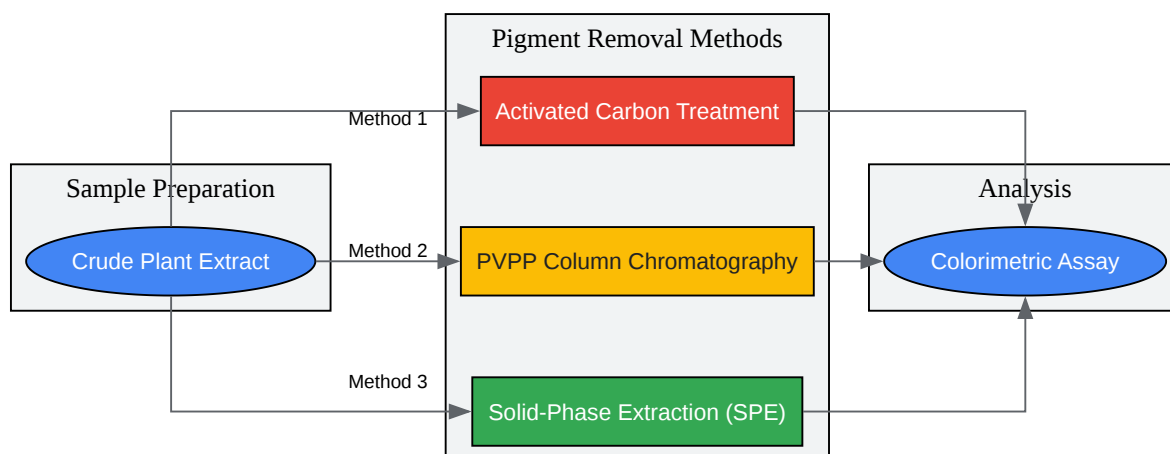 Pigment Removal Methods
Activated Carbon Treatment
Method 1
Sample Preparation
Analysis
Crude Plant Extract
Method 2
PVPP Column Chromatography
Colorimetric Assay
Method 3
Solid-Phase Extraction (SPE)